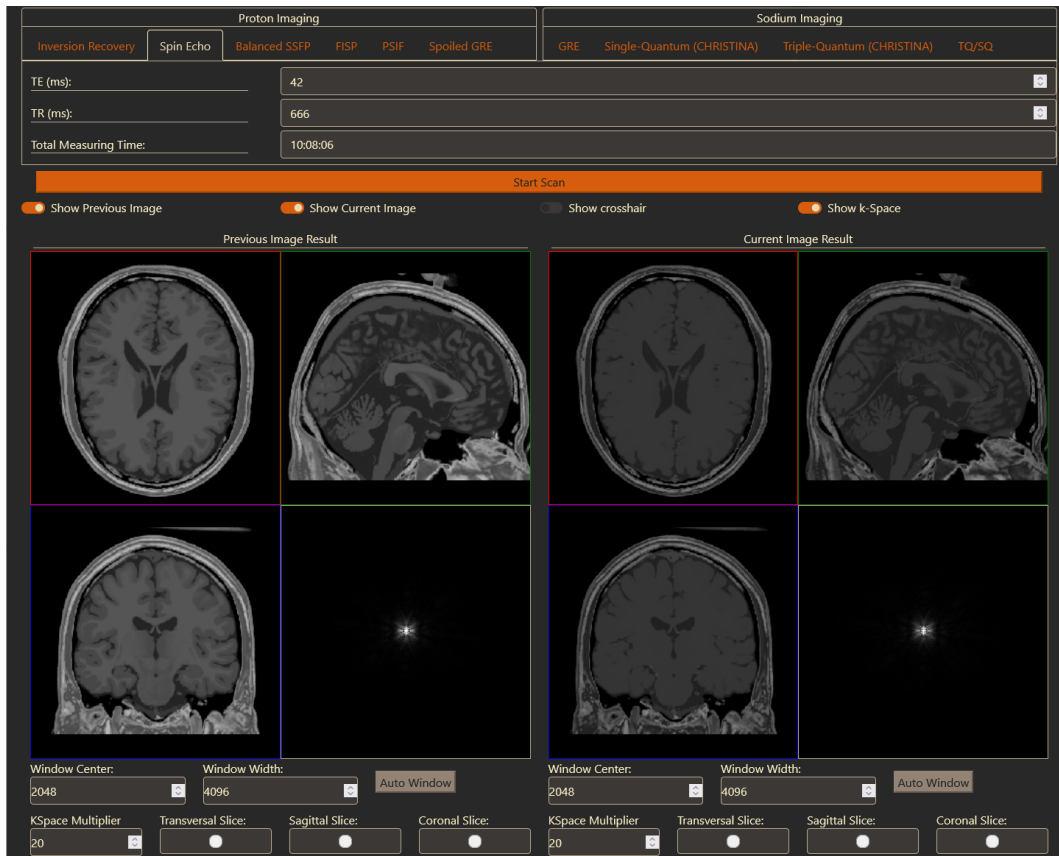 Proton Imaging
Sodium Imaging
Inversion Recovery Spin Echo Balanced SSFP FISP PSIF Spoiled GRE
GRE Single-Quantum (CHRISTINA) Triple-Quantum (CHRISTINA) TQ/SQ
TE (ms): 42
TR (ms): 666
Total Measuring Time: 10:08:06
Start Scan
Show Previous Image Show Current Image Show crosshair Show k-Space
Previous Image Result
Current Image Result
Window Center: Window Width:
2048 4096 Auto Window
KSpace Multiplier Transversal Slice: Sagittal Slice: Coronal Slice:
20
Window Center: Window Width:
2048 4096 Auto Window
KSpace Multiplier Transversal Slice: Sagittal Slice: Coronal Slice:
20